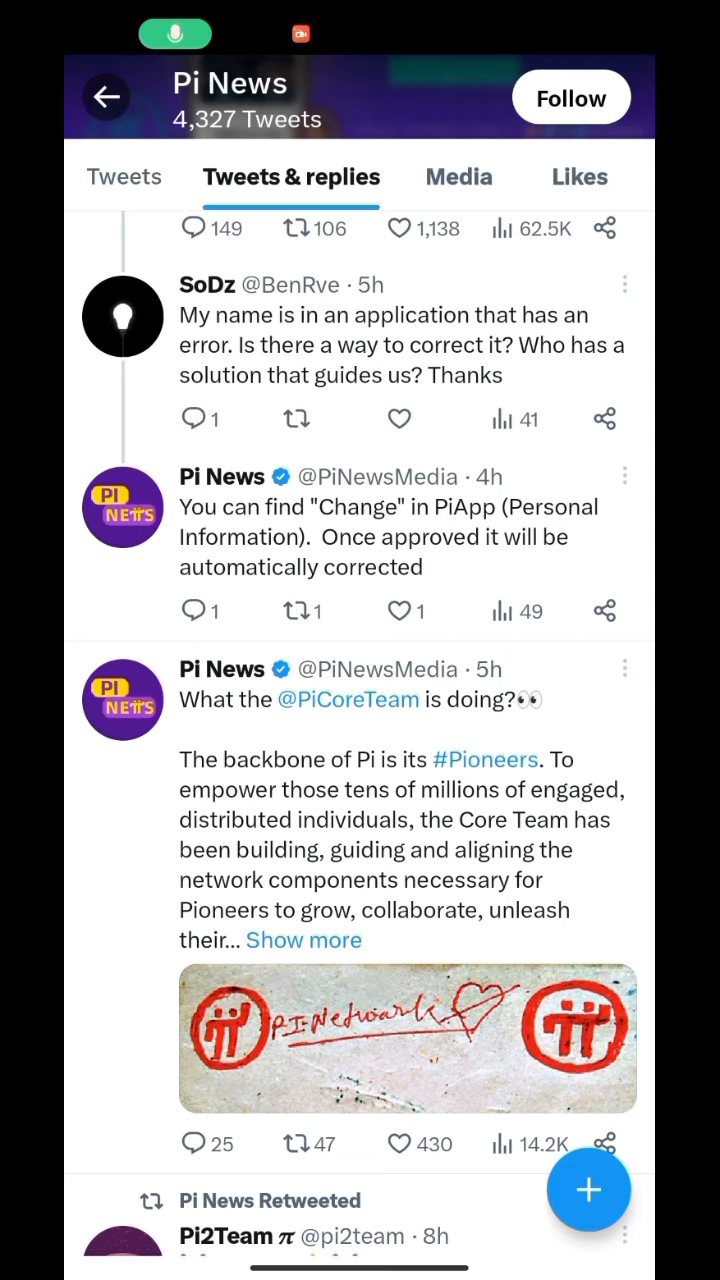 Pi News
4,327 Tweets
Follow
Tweets
Tweets & replies
Media
Likes
149 106 1,138 62.5K
SoDz @BenRve · 5h
My name is in an application that has an
error. Is there a way to correct it? Who has a
solution that guides us? Thanks
1 41
PI
NEWS
Pi News @PiNewsMedia · 4h
You can find "Change" in PiApp (Personal
Information). Once approved it will be
automatically corrected
1 1 1 49
PI
NEWS
Pi News @PiNewsMedia · 5h
What the @PiCoreTeam is doing?👀
The backbone of Pi is its #Pioneers. To
empower those tens of millions of engaged,
distributed individuals, the Core Team has
been building, guiding and aligning the
network components necessary for
Pioneers to grow, collaborate, unleash
their... Show more
π PI.Network π
25 47 430 14.2K
Pi News Retweeted
Pi2Team π @pi2team · 8h